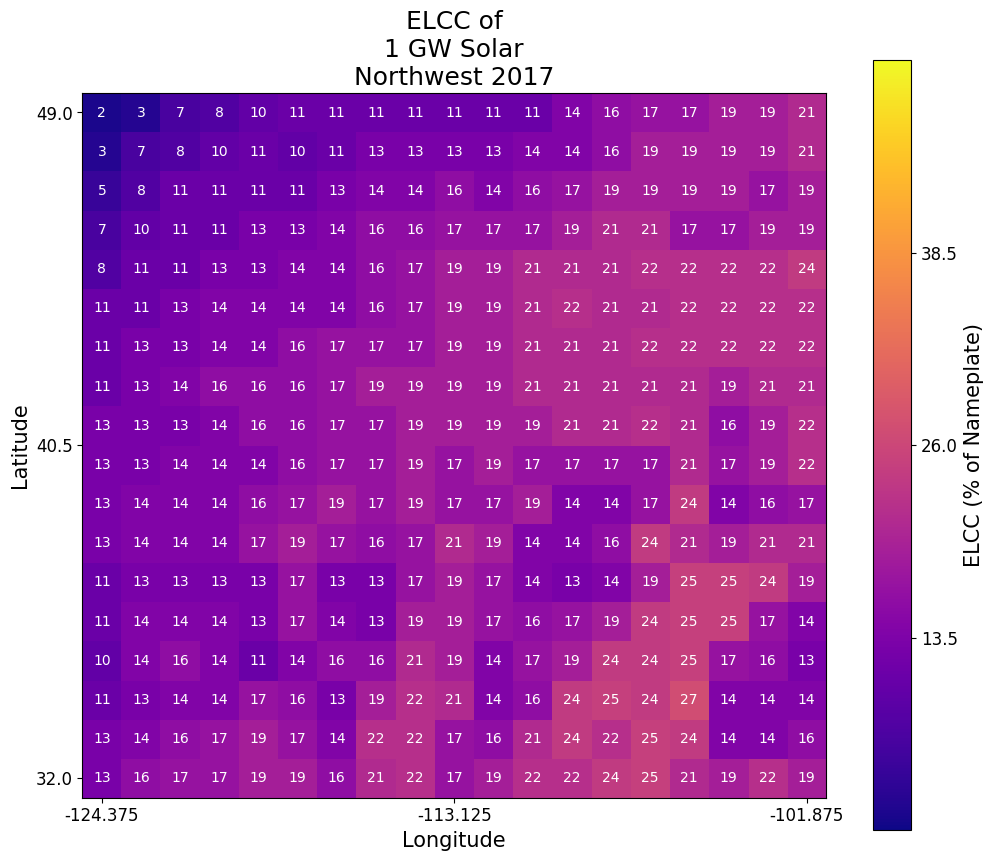 ELCC of
1 GW Solar
Northwest 2017
49.0
2 3 7 8 10 11 11 11 11 11 11 11 14 16 17 17 19 19 21
3 7 8 10 11 10 11 13 13 13 13 14 14 16 19 19 19 19 21
5 8 11 11 11 11 13 14 14 16 14 16 17 19 19 19 19 17 19
7 10 11 11 13 13 14 16 16 17 17 17 19 21 21 17 17 19 19
8 11 11 13 13 14 14 16 17 19 19 21 21 21 22 22 22 22 24
11 11 13 14 14 14 14 16 17 19 19 21 22 21 21 22 22 22 22
11 13 13 14 14 16 17 17 17 19 19 21 21 21 22 22 22 22 22
11 13 14 16 16 16 17 19 19 19 19 21 21 21 21 21 19 21 21
13 13 13 14 16 16 17 17 19 19 19 19 21 21 22 21 16 19 22
40.5
13 13 14 14 14 16 17 17 19 17 19 17 17 17 17 21 17 19 22
13 14 14 14 16 17 19 17 19 17 17 19 14 14 17 24 14 16 17
13 14 14 14 17 19 17 16 17 21 19 14 14 16 24 21 19 21 21
11 13 13 13 13 17 13 13 17 19 17 14 13 14 19 25 25 24 19
11 14 14 14 13 17 14 13 19 19 17 16 17 19 24 25 25 17 14
10 14 16 14 11 14 16 16 21 19 14 17 19 24 24 25 17 16 13
11 13 14 14 17 16 13 19 22 21 14 16 24 25 24 27 14 14 14
13 14 16 17 19 17 14 22 22 17 16 21 24 22 25 24 14 14 16
32.0
13 16 17 17 19 19 16 21 22 17 19 22 22 24 25 21 19 22 19
-124.375
-113.125
-101.875
Longitude
Latitude
38.5
26.0
13.5
ELCC (% of Nameplate)